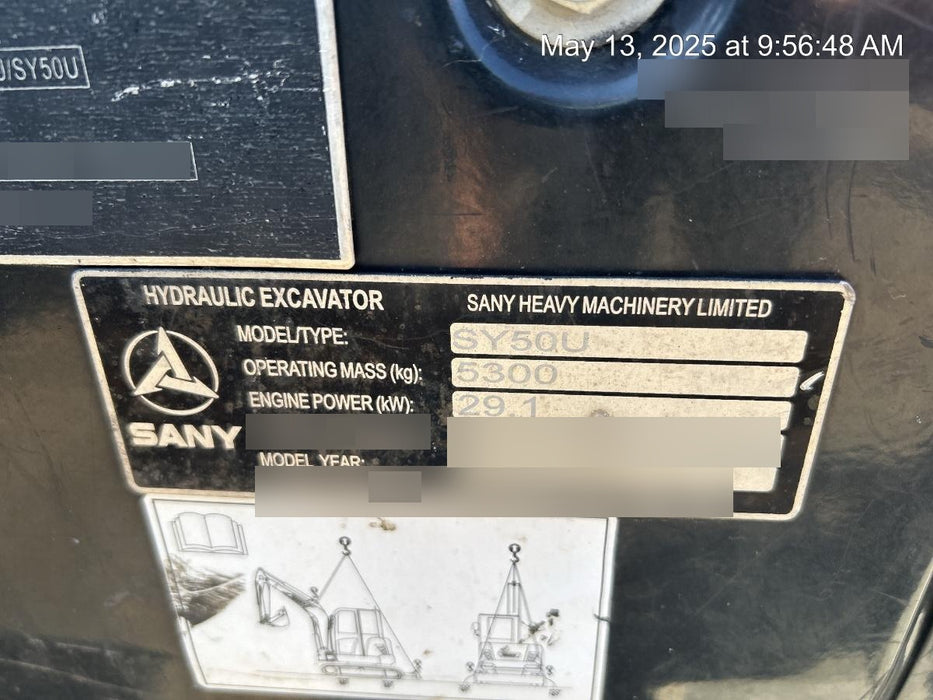 May 13, 2025 at 9:56:48 AM
/SY50U
HYDRAULIC EXCAVATOR
SANY HEAVY MACHINERY LIMITED
MODEL/TYPE: SY50U
OPERATING MASS (kg): 5300
ENGINE POWER (kW): 29.1
SANY
MODEL YEAR: